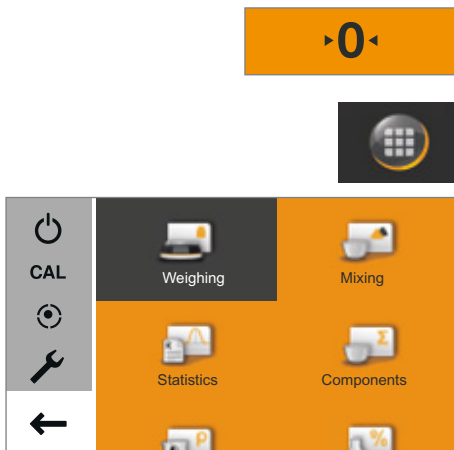 0
CAL
Weighing
Mixing
Statistics
Components
Σ
ρ
%